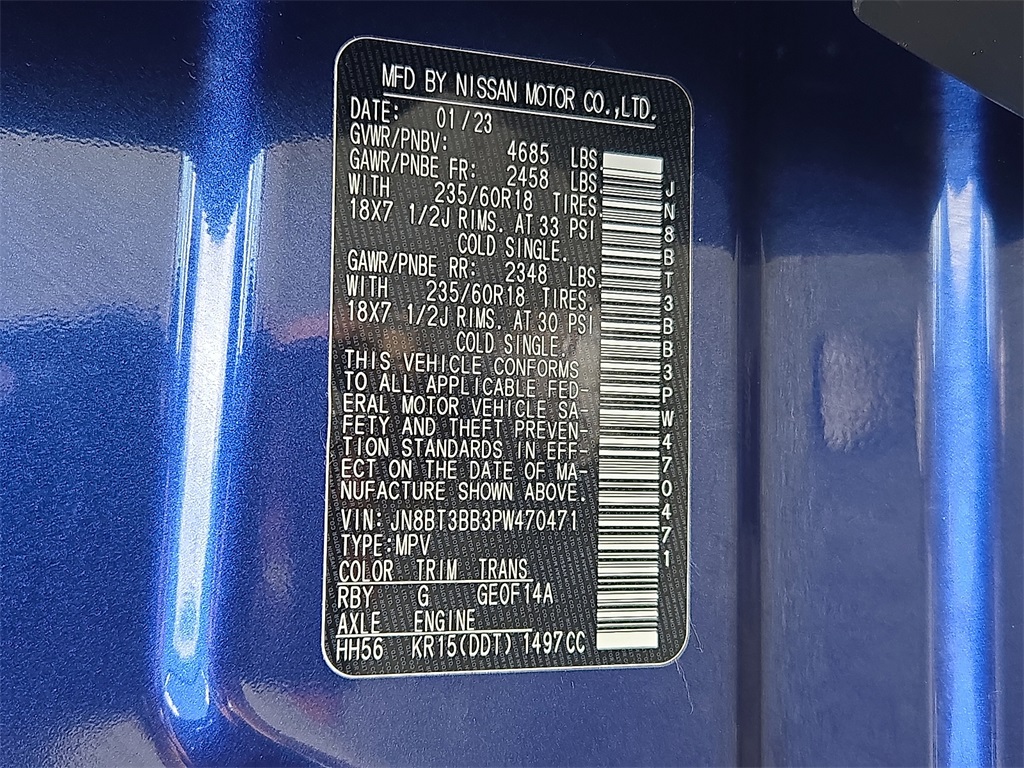 MFD BY NISSAN MOTOR CO.,LTD.
DATE: 01/23
GVWR/PNBV: 4685 LBS
GAWR/PNBE FR: 2458 LBS
WITH 235/60R18 TIRES
18X7 1/2J RIMS. AT 33 PSI
COLD SINGLE.
GAWR/PNBE RR: 2348 LBS
WITH 235/60R18 TIRES
18X7 1/2J RIMS. AT 30 PSI
COLD SINGLE.
THIS VEHICLE CONFORMS
TO ALL APPLICABLE FED-
ERAL MOTOR VEHICLE SA-
FETY AND THEFT PREVEN-
TION STANDARDS IN EFF-
ECT ON THE DATE OF MA-
NUFACTURE SHOWN ABOVE.
VIN: JN8BT3BB3PW470471
TYPE:MPV
COLOR TRIM TRANS
RBY G GE0F14A
AXLE ENGINE
HH56 KR15(DDT) 1497CC
JN8BT3BB3PW470471